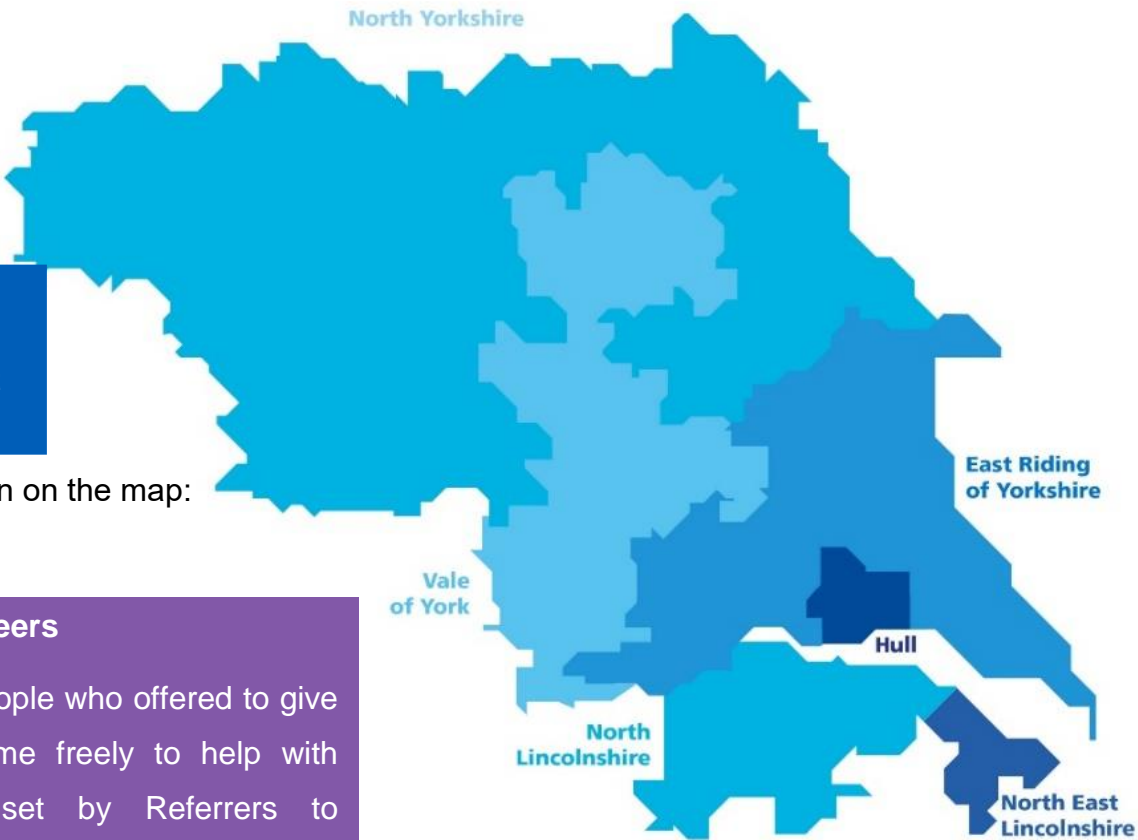 North Yorkshire
East Riding
of Yorkshire
n on the map:
Vale
of York
eers
Hull
ople who offered to give
me freely to help with
set by Referrers to
North
Lincolnshire
North East
Lincolnshire